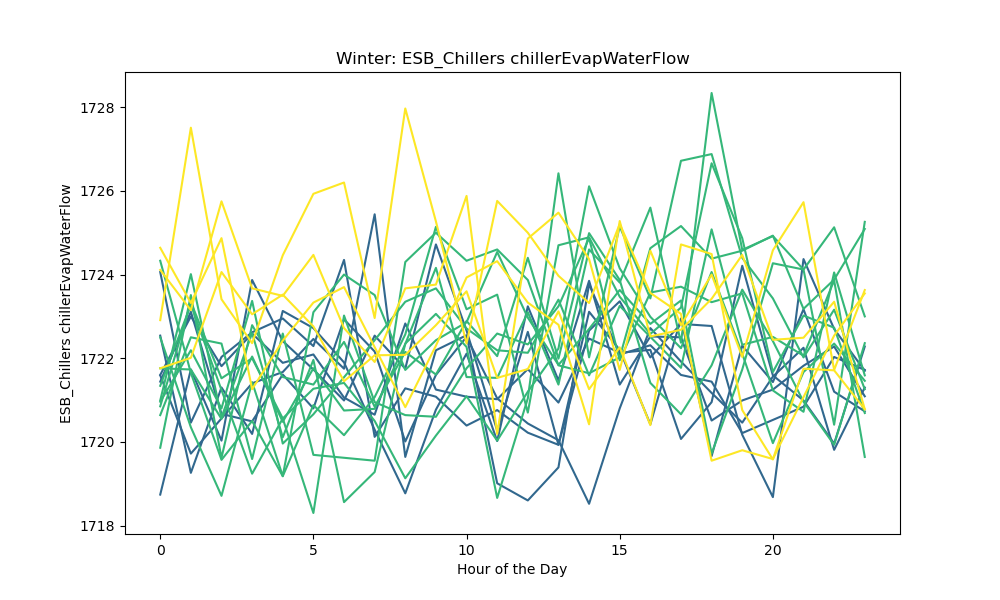 Winter: ESB_Chillers chillerEvapWaterFlow
ESB_Chillers chillerEvapWaterFlow
1728
1726
1724
1722
1720
1718
0 5 10 15 20
Hour of the Day